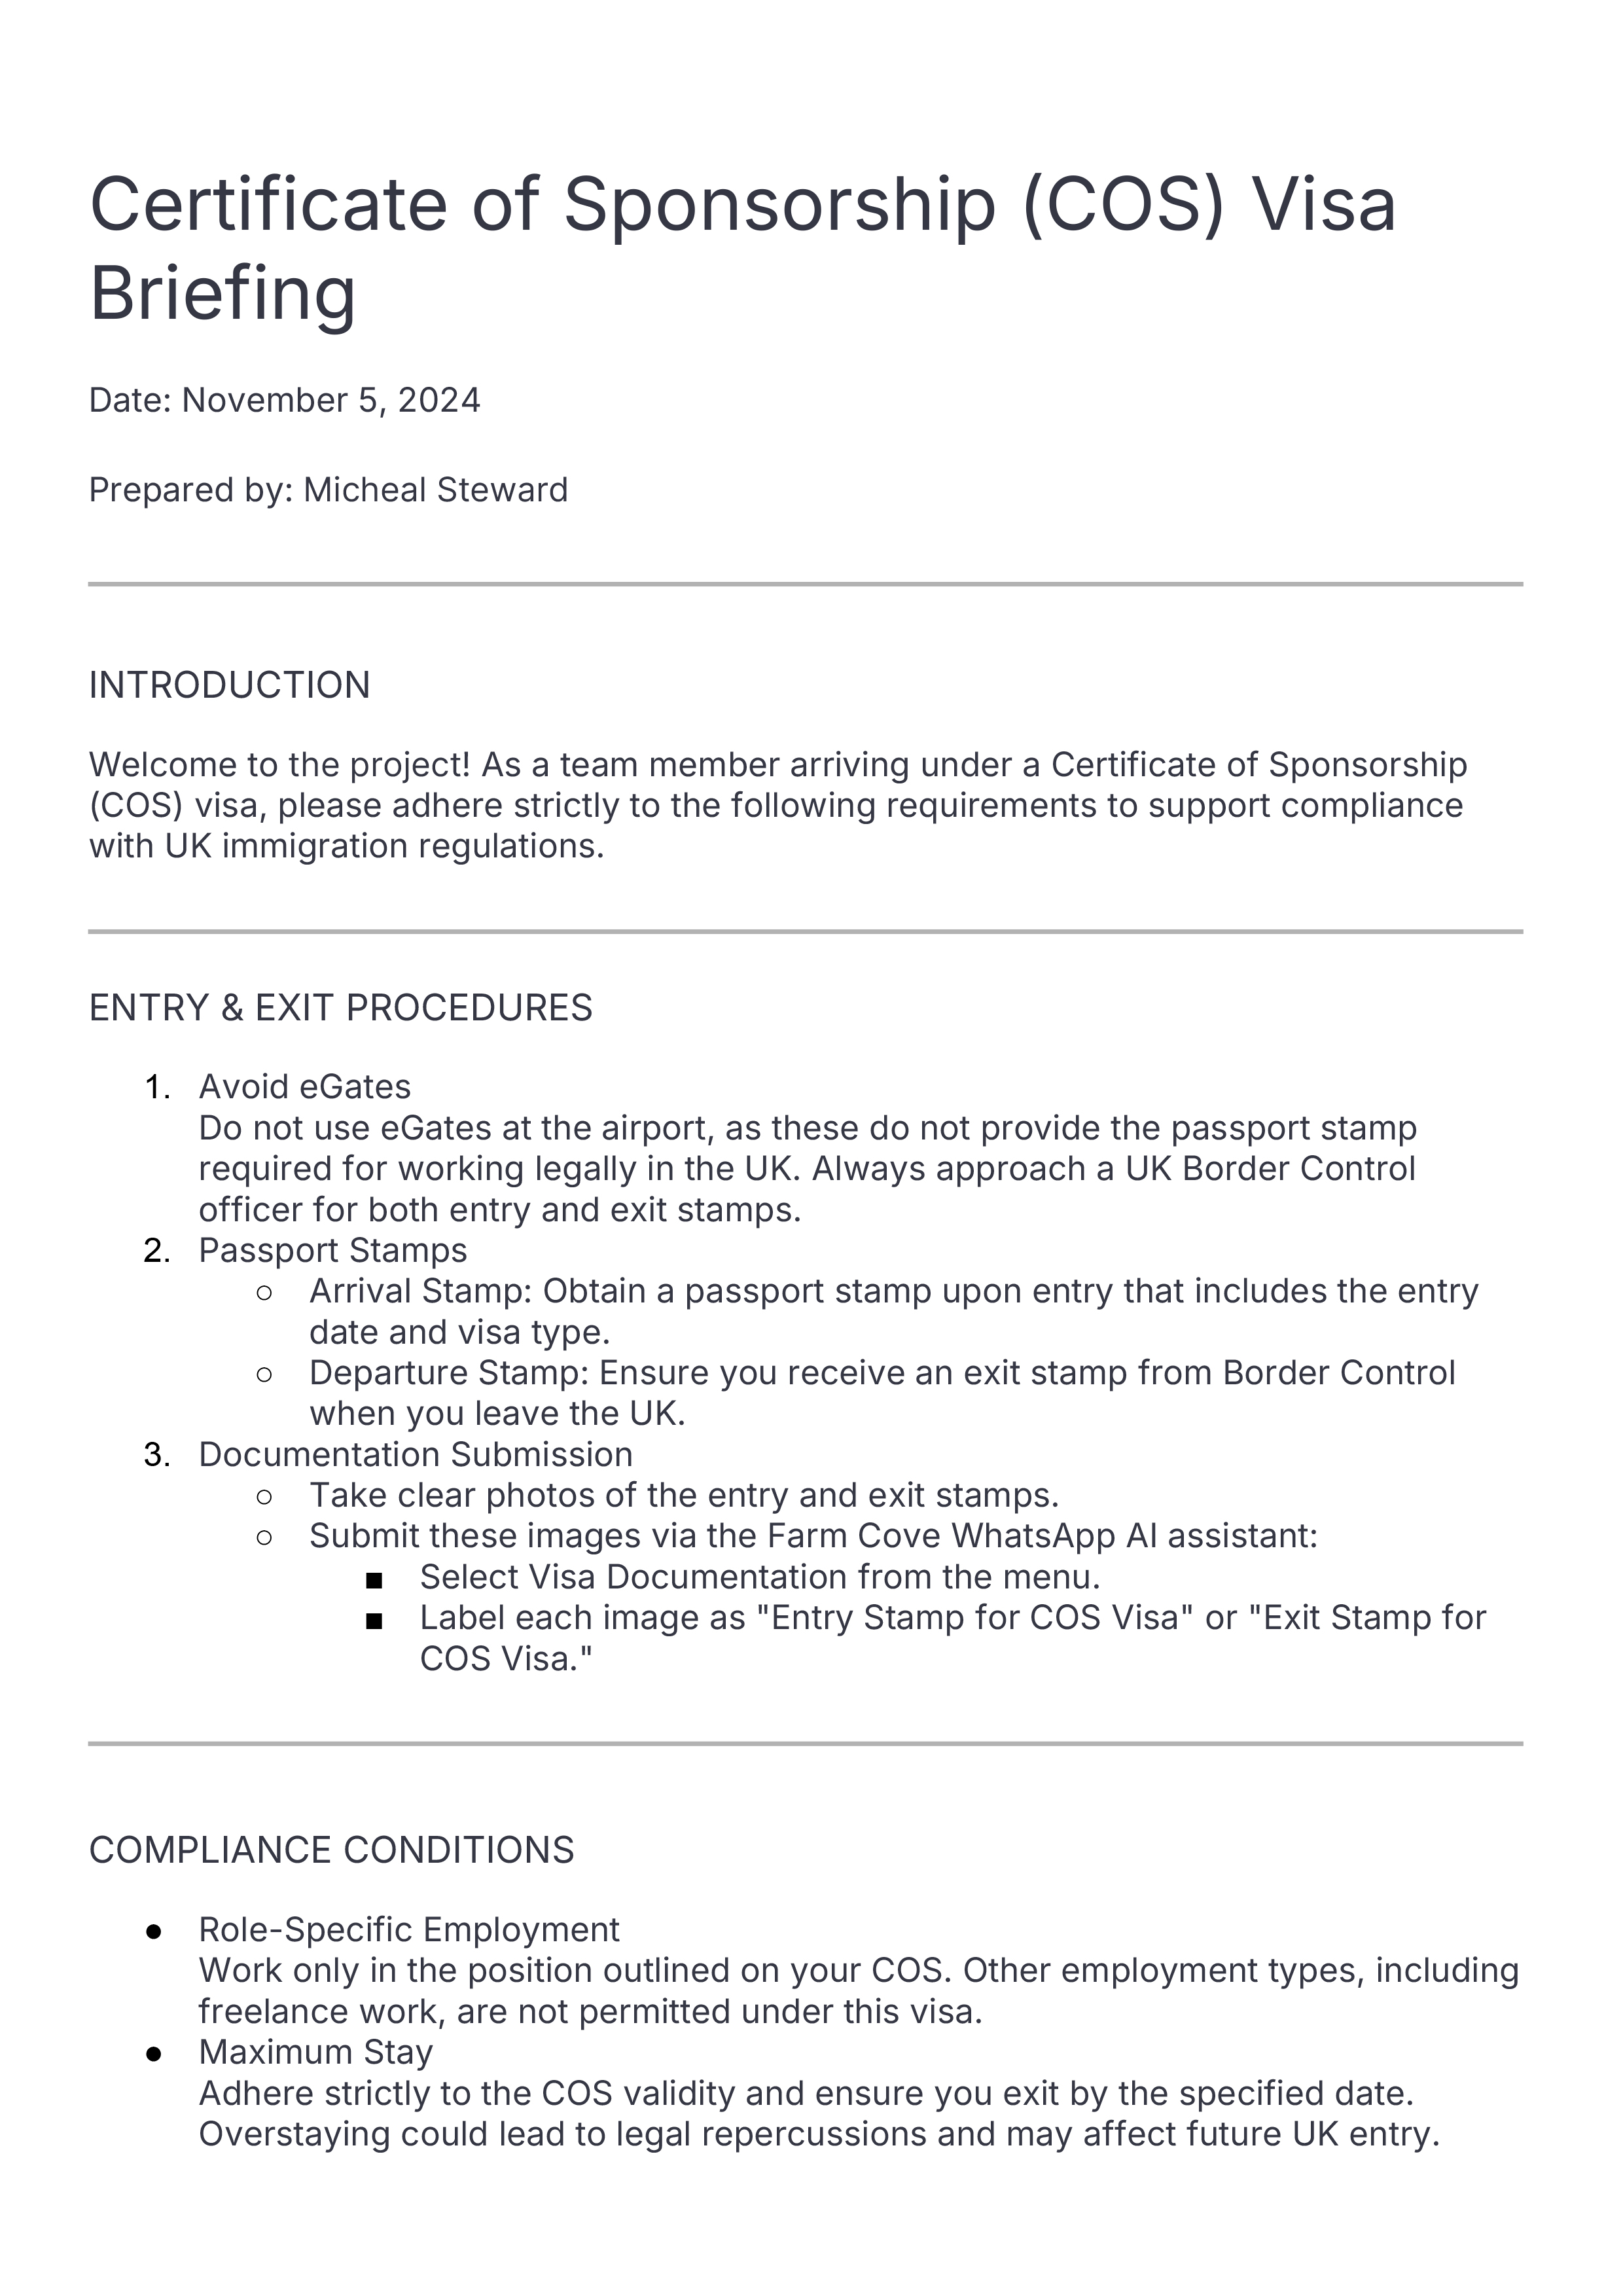 Certificate of Sponsorship (COS) Visa
Briefing
Date: November 5, 2024
Prepared by: Micheal Steward
INTRODUCTION
Welcome to the project! As a team member arriving under a Certificate of Sponsorship
(COS) visa, please adhere strictly to the following requirements to support compliance
with UK immigration regulations.
ENTRY & EXIT PROCEDURES
1. Avoid eGates
Do not use eGates at the airport, as these do not provide the passport stamp
required for working legally in the UK. Always approach a UK Border Control
officer for both entry and exit stamps.
2. Passport Stamps
○ Arrival Stamp: Obtain a passport stamp upon entry that includes the entry
date and visa type.
○ Departure Stamp: Ensure you receive an exit stamp from Border Control
when you leave the UK.
3. Documentation Submission
○ Take clear photos of the entry and exit stamps.
○ Submit these images via the Farm Cove WhatsApp AI assistant:
■ Select Visa Documentation from the menu.
■ Label each image as "Entry Stamp for COS Visa" or "Exit Stamp for
COS Visa."
COMPLIANCE CONDITIONS
● Role-Specific Employment
Work only in the position outlined on your COS. Other employment types, including
freelance work, are not permitted under this visa.
● Maximum Stay
Adhere strictly to the COS validity and ensure you exit by the specified date.
Overstaying could lead to legal repercussions and may affect future UK entry.